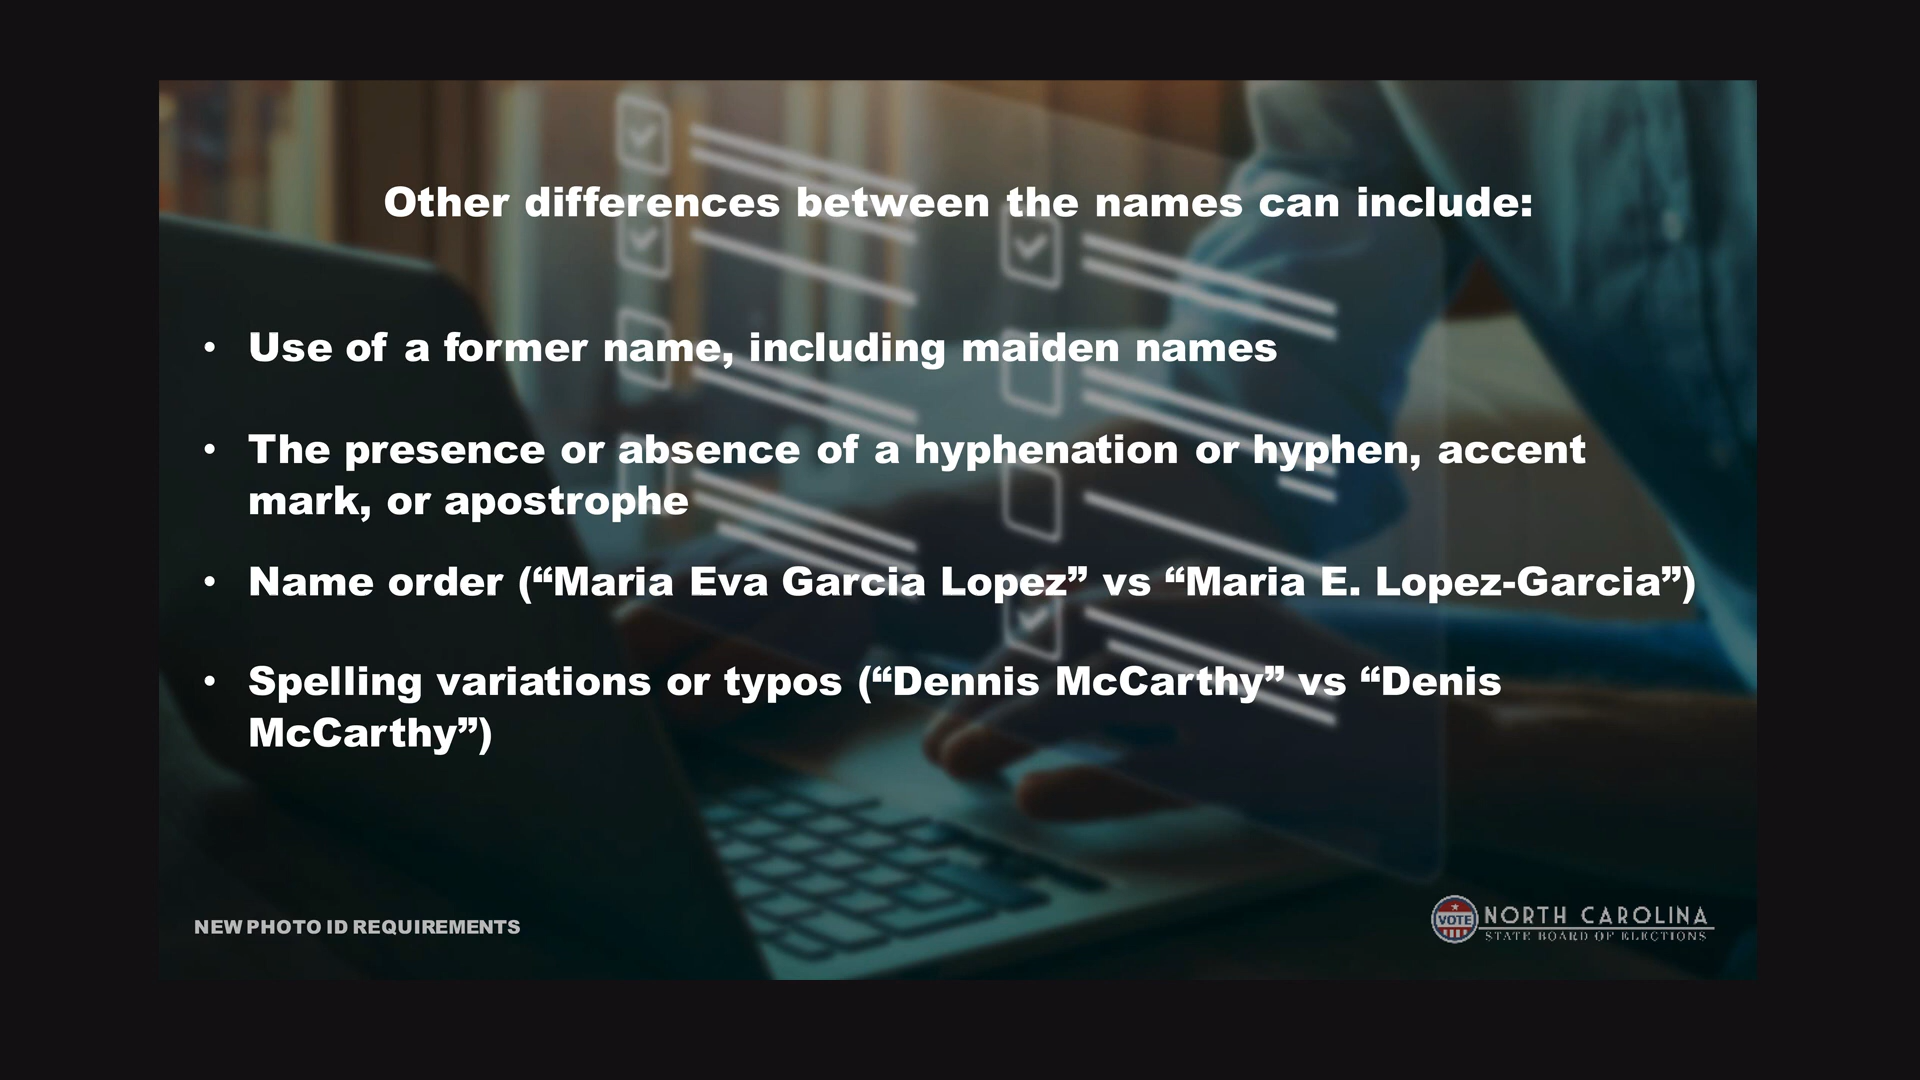 Other differences between the names can include:
• Use of a former name, including maiden names
• The presence or absence of a hyphenation or hyphen, accent
mark, or apostrophe
• Name order (“Maria Eva Garcia Lopez” vs “Maria E. Lopez-Garcia”)
• Spelling variations or typos (“Dennis McCarthy” vs “Denis
McCarthy”)
NEW PHOTO ID REQUIREMENTS
VOTE
NORTH CAROLINA
STATE BOARD OF ELECTIONS